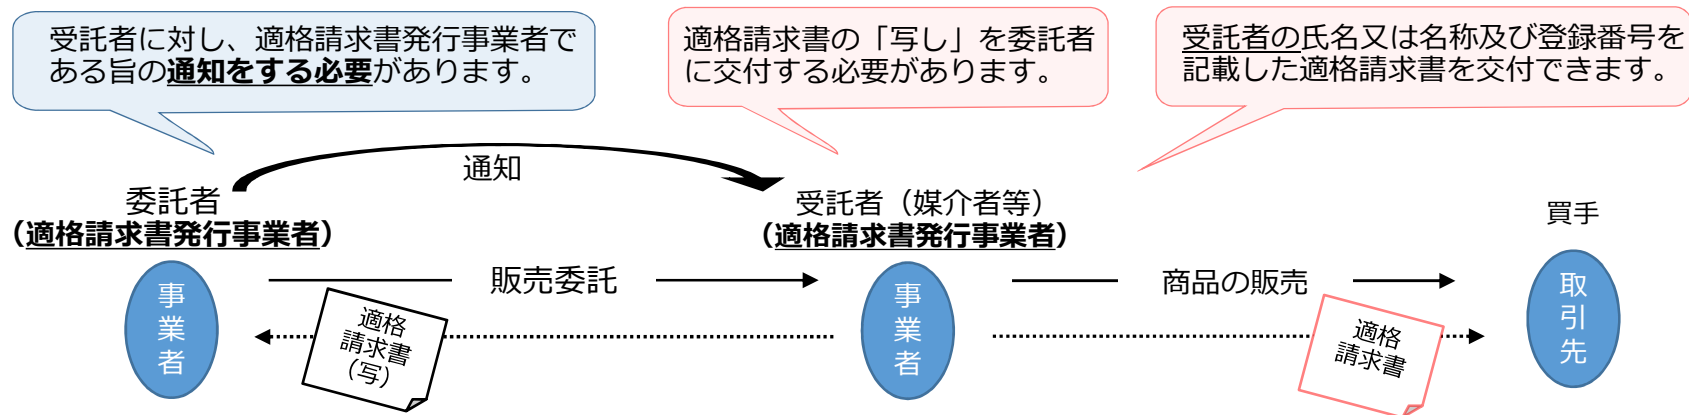 受託者に対し、適格請求書発行事業者で
ある旨の通知をする必要があります。
適格請求書の「写し」を委託者
に交付する必要があります。
受託者の氏名又は名称及び登録番号を
記載した適格請求書を交付できます。
通知
委託者
（適格請求書発行事業者）
受託者（媒介者等）
（適格請求書発行事業者）
買手
事業者
販売委託
事業者
商品の販売
取引先
適格
請求書
（写）
適格
請求書